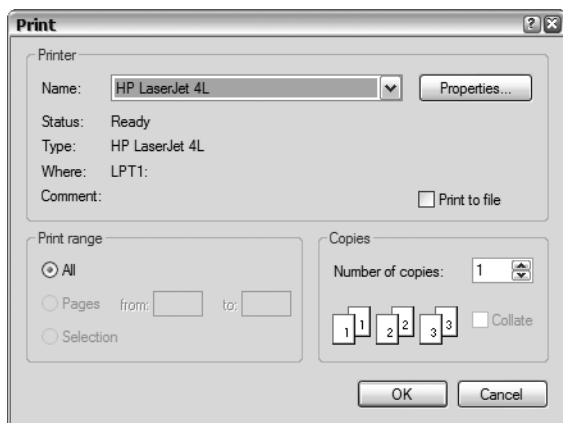 Print
Printer
Name: HP LaserJet 4L Properties...
Status: Ready
Type: HP LaserJet 4L
Where: LPT1:
Comment: Print to file
Print range
All
Pages from: to:
Selection
Copies
Number of copies: 1
1 1 2 2 3 3 Collate
OK Cancel